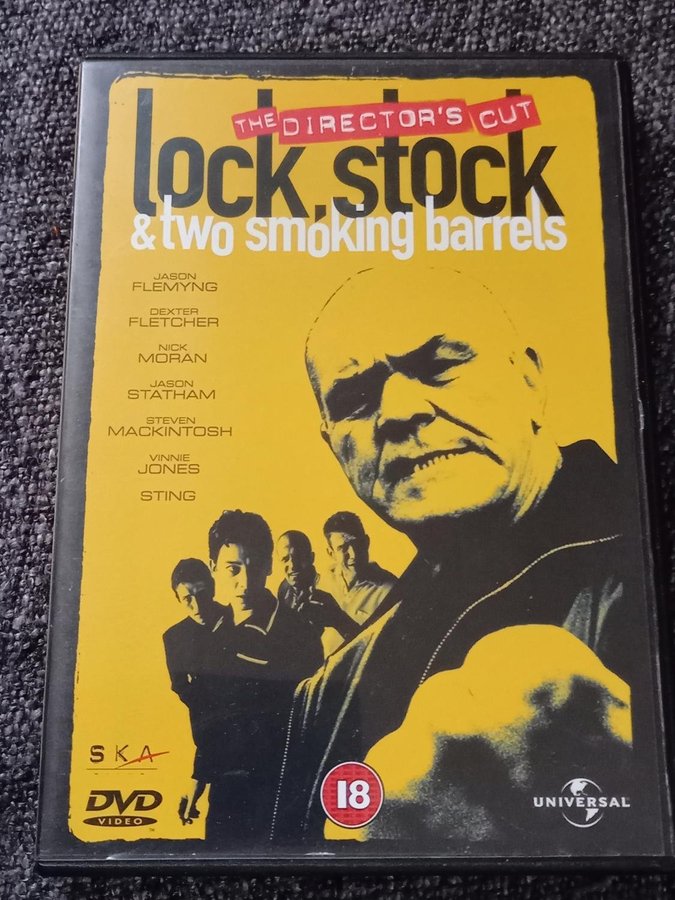 THE DIRECTOR'S CUT
lock, stock
& two smoking barrels
JASON
FLEMYNG
DEXTER
FLETCHER
NICK
MORAN
JASON
STATHAM
STEVEN
MACKINTOSH
VINNIE
JONES
STING
SKA
DVD
VIDEO
TM
18
UNIVERSAL